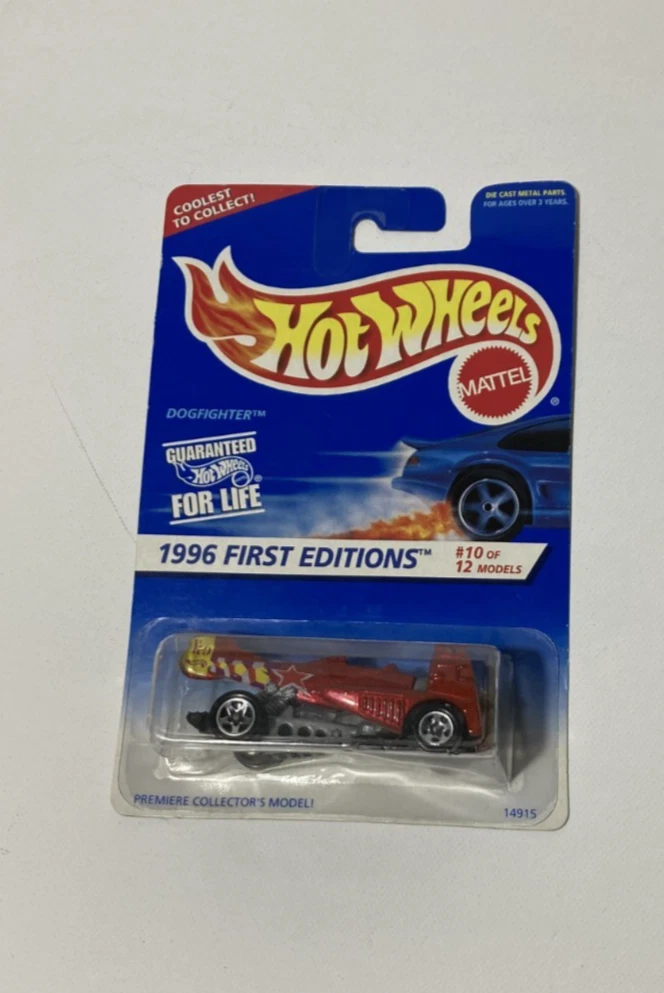 COOLEST
TO COLLECT!
DIE CAST METAL PARTS.
FOR AGES OVER 3 YEARS.
HOT WHEELS
MATTEL
®
DOGFIGHTER™
GUARANTEED
HOT WHEELS ®
FOR LIFE
1996 FIRST EDITIONS™
#10 OF
12 MODELS
PREMIERE COLLECTOR'S MODEL!
14915